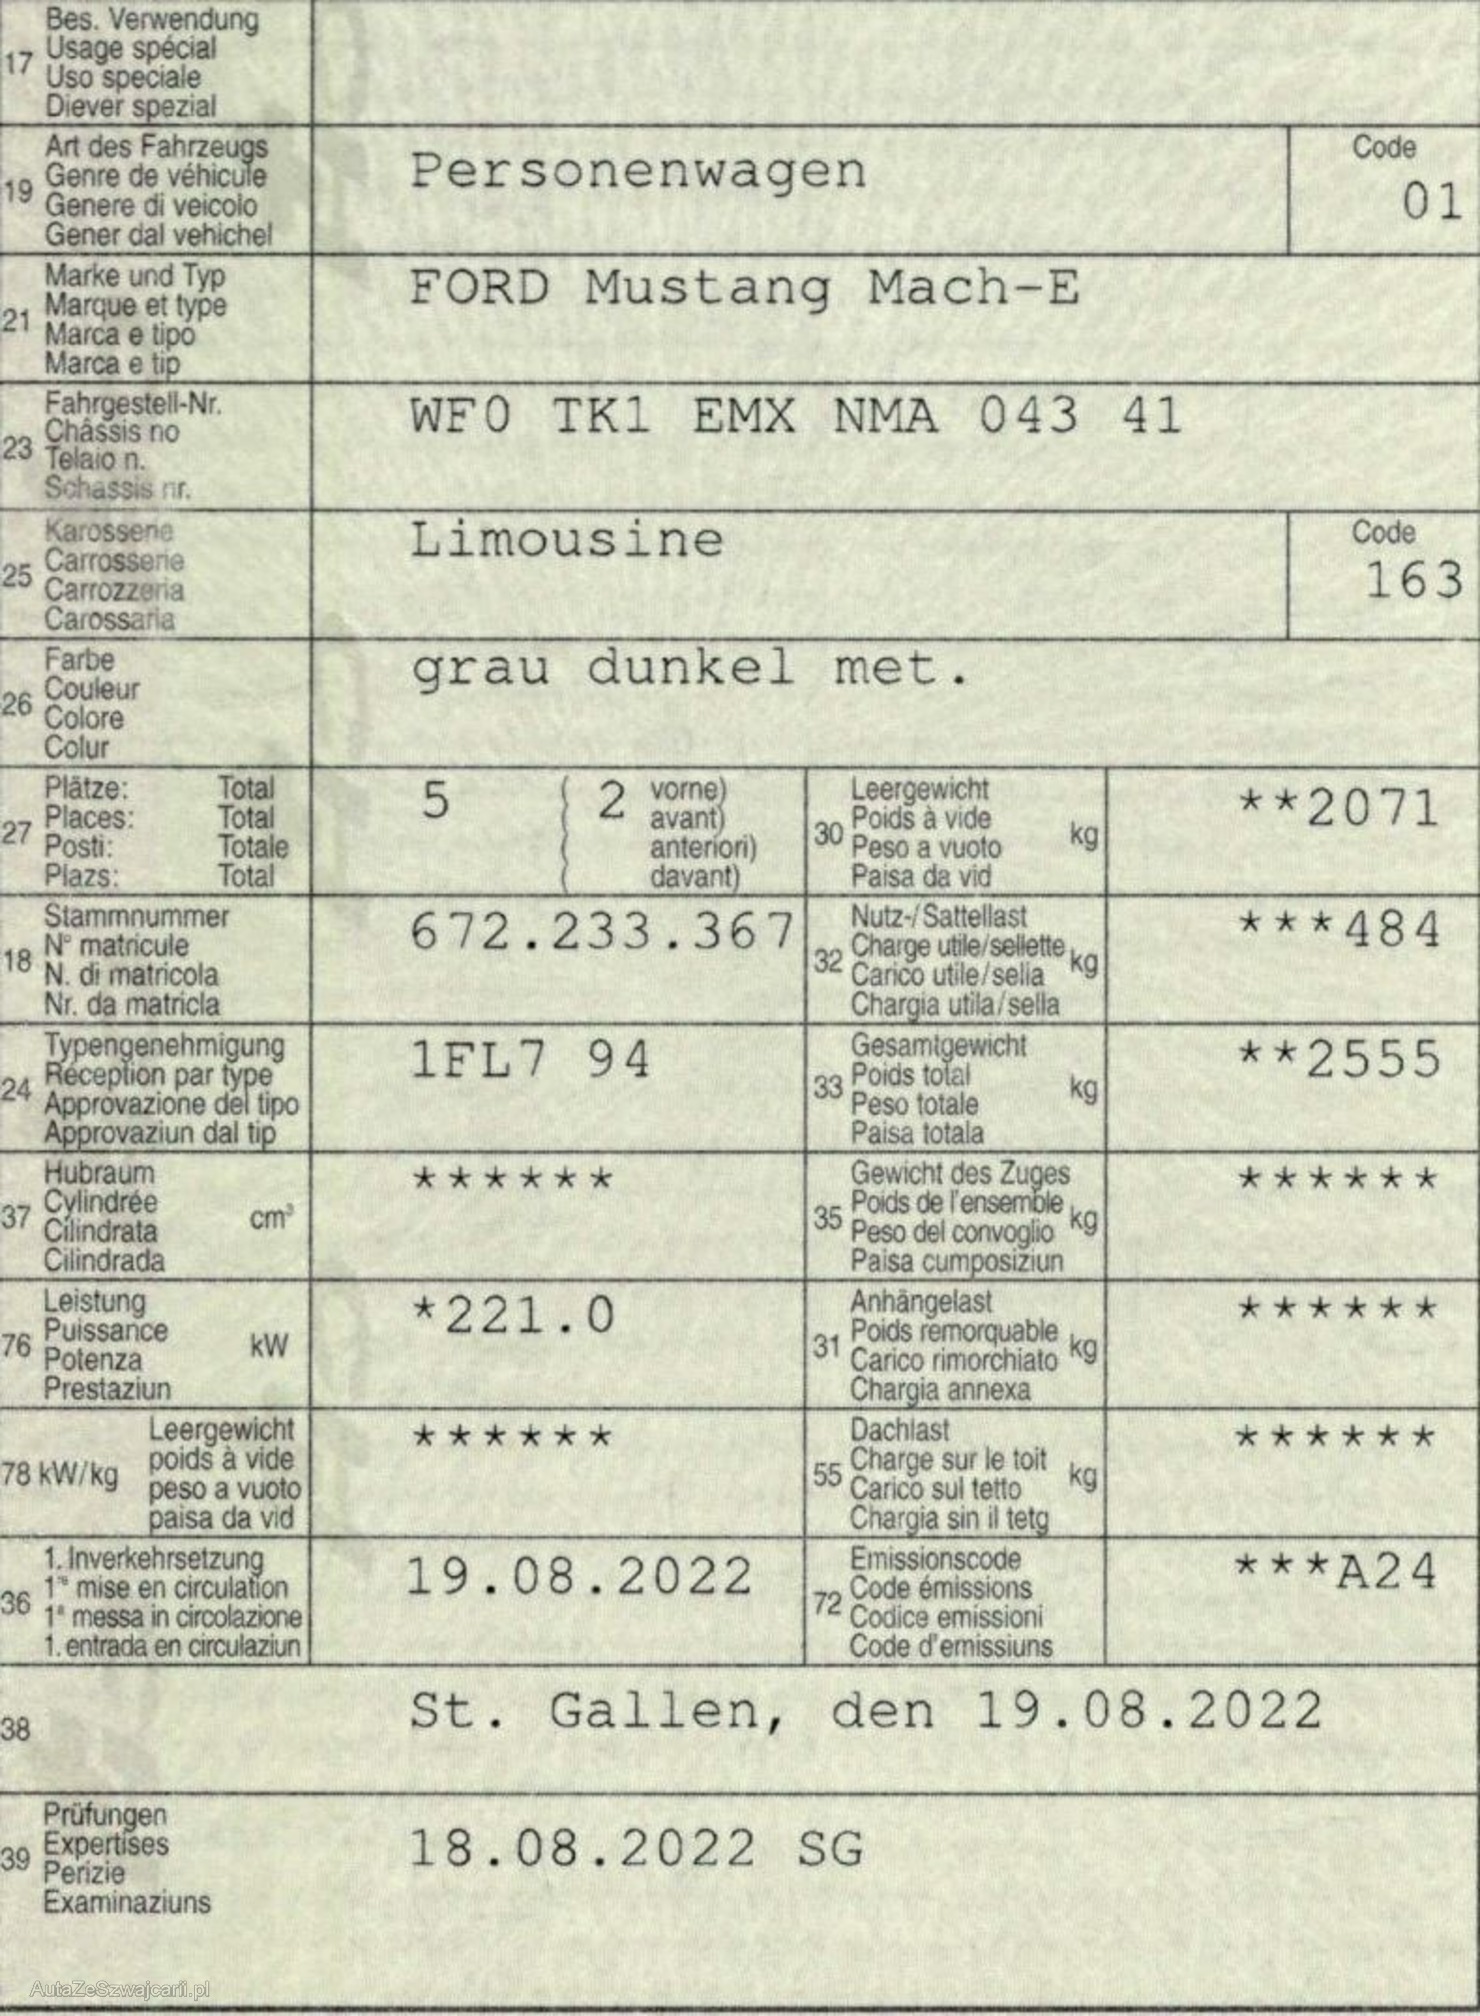 Bes. Verwendung
17 Usage spécial
Uso speciale
Diever spezial
Art des Fahrzeugs
19 Genre de véhicule
Genere di veicolo
Gener dal vehichel
Personenwagen
Code
01
Marke und Typ
21 Marque et type
Marca e tipo
Marca e tip
FORD Mustang Mach-E
Fahrgestell-Nr.
23 Châssis no
Telaio n.
Schassis nr.
WF0 TK1 EMX NMA 043 41
Karosserie
25 Carrosserie
Carrozzeria
Carossaria
Limousine
Code
163
Farbe
26 Couleur
Colore
Colur
grau dunkel met.
Plätze: Total
27 Places: Total
Posti: Totale
Plazs: Total
5 ( 2 vorne)
( avant)
( anteriori)
( davant)
Leergewicht
30 Poids à vide kg
Peso a vuoto
Paisa da vid
**2071
Stammnummer
18 N° matricule
N. di matricola
Nr. da matricla
672.233.367
Nutz-/Sattellast
32 Charge utile/sellette kg
Carico utile/sella
Chargia utila/sella
***484
Typengenehmigung
24 Réception par type
Approvazione del tipo
Approvaziun dal tip
1FL7 94
Gesamtgewicht
33 Poids total kg
Peso totale
Paisa totala
**2555
Hubraum
37 Cylindrée cm³
Cilindrata
Cilindrada
******
Gewicht des Zuges
35 Poids de l'ensemble kg
Peso del convoglio
Paisa cumposiziun
******
Leistung
76 Puissance kW
Potenza
Prestaziun
*221.0
Anhängelast
31 Poids remorquable kg
Carico rimorchiato
Chargia annexa
******
Leergewicht
78 kW/kg poids à vide
peso a vuoto
paisa da vid
******
Dachlast
55 Charge sur le toit kg
Carico sul tetto
Chargia sin il tetg
******
1. Inverkehrsetzung
36 1re mise en circulation
1a messa in circolazione
1. entrada en circulaziun
19.08.2022
Emissionscode
72 Code émissions
Codice emissioni
Code d'emissiuns
***A24
38 St. Gallen, den 19.08.2022
Prüfungen
39 Expertises
Perizie
Examinaziuns
18.08.2022 SG
AutaZeSzwajcarii.pl